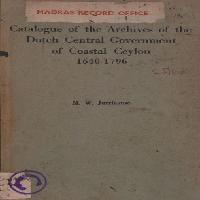 MADRAS RECORD OFFICE
Catalogue of the Archives of the
Dutch Central Government
of Coastal Ceylon
1640-1796
M. W. Jurriaanse